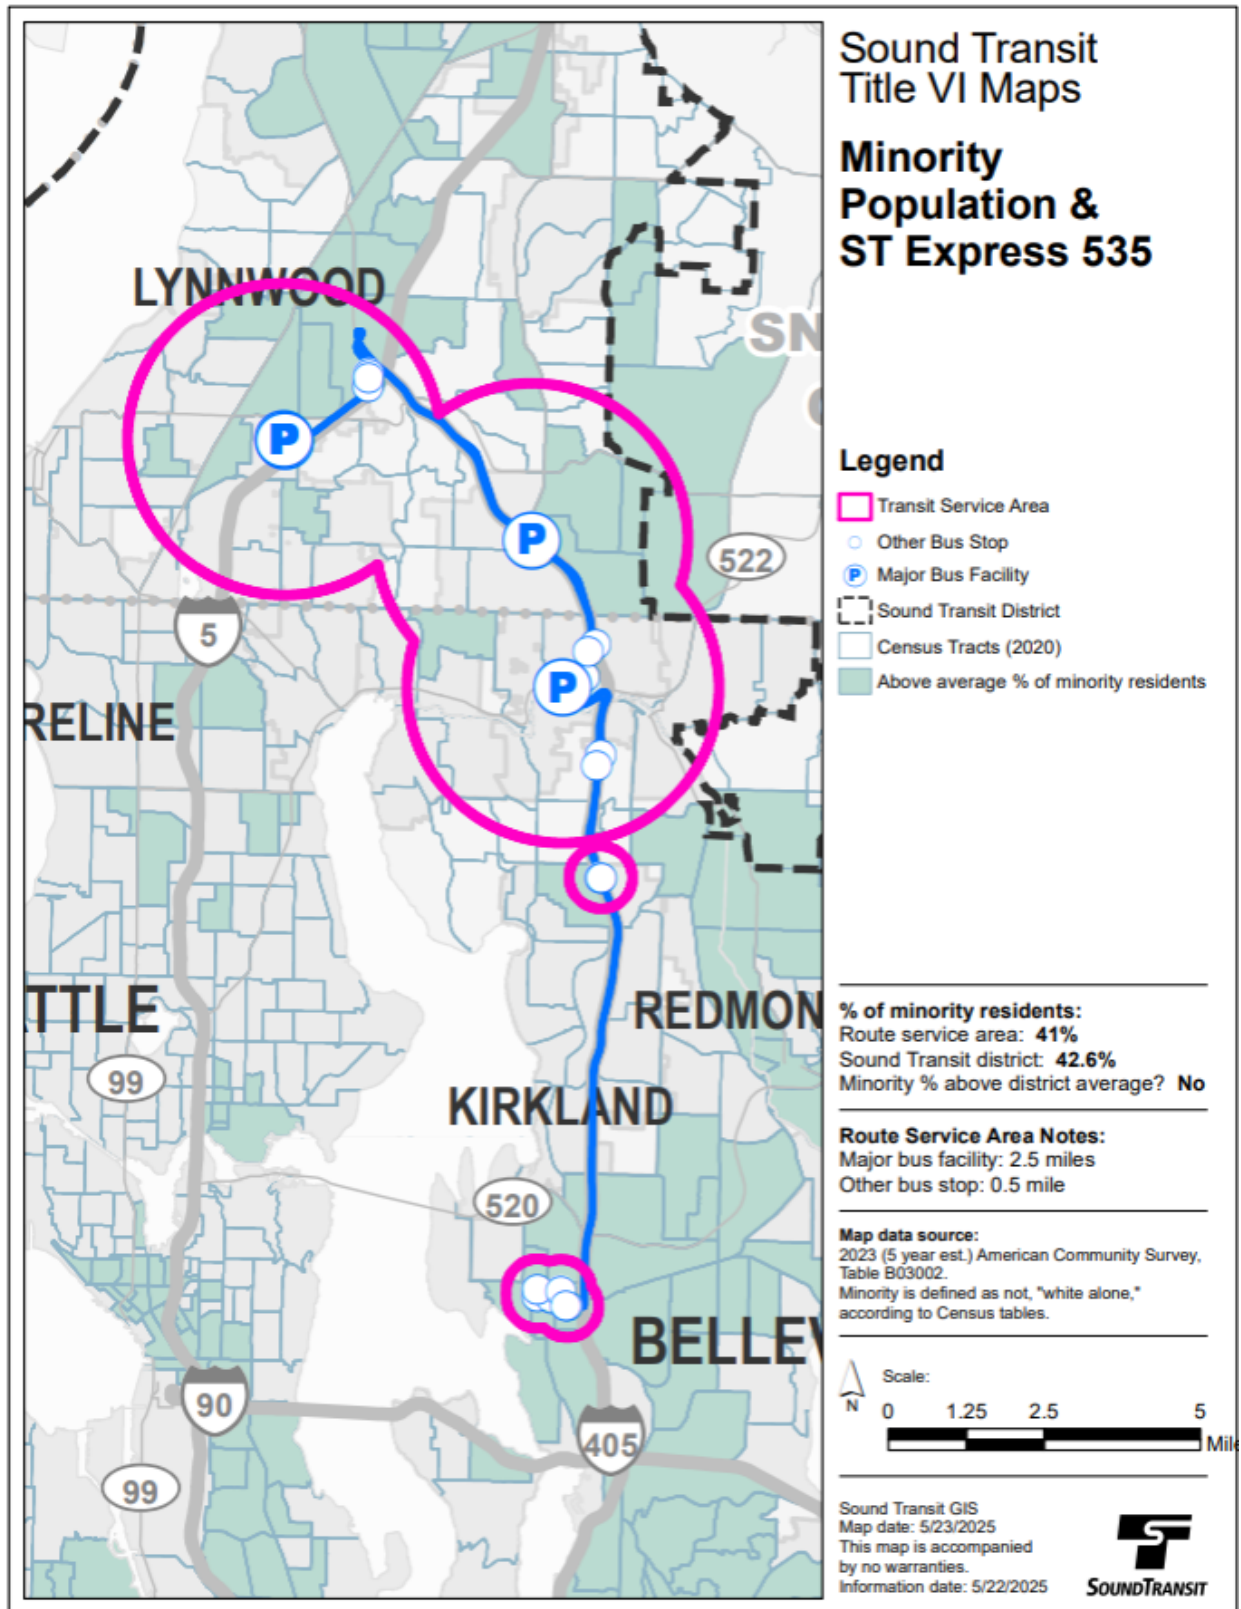 Sound Transit
Title VI Maps
Minority
Population &
ST Express 535
LYNNWOOD
SN
P
P
522
5
P
RELINE
TTLE
REDMON
99
KIRKLAND
520
BELLEV
90
405
99
Legend
Transit Service Area
Other Bus Stop
P Major Bus Facility
Sound Transit District
Census Tracts (2020)
Above average % of minority residents
% of minority residents:
Route service area: 41%
Sound Transit district: 42.6%
Minority % above district average? No
Route Service Area Notes:
Major bus facility: 2.5 miles
Other bus stop: 0.5 mile
Map data source:
2023 (5 year est.) American Community Survey,
Table B03002.
Minority is defined as not, "white alone,"
according to Census tables.
Scale:
N
0 1.25 2.5 5
Mile
Sound Transit GIS
Map date: 5/23/2025
This map is accompanied
by no warranties.
Information date: 5/22/2025
SOUNDTRANSIT